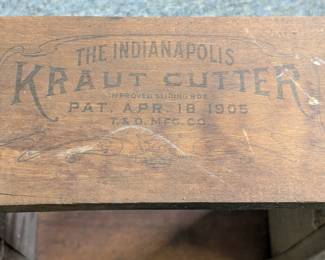 THE INDIANAPOLIS
KRAUT CUTTER
IMPROVED SLIDING BOX
PAT. APR. 18 1905
T. & D. MFG. CO.